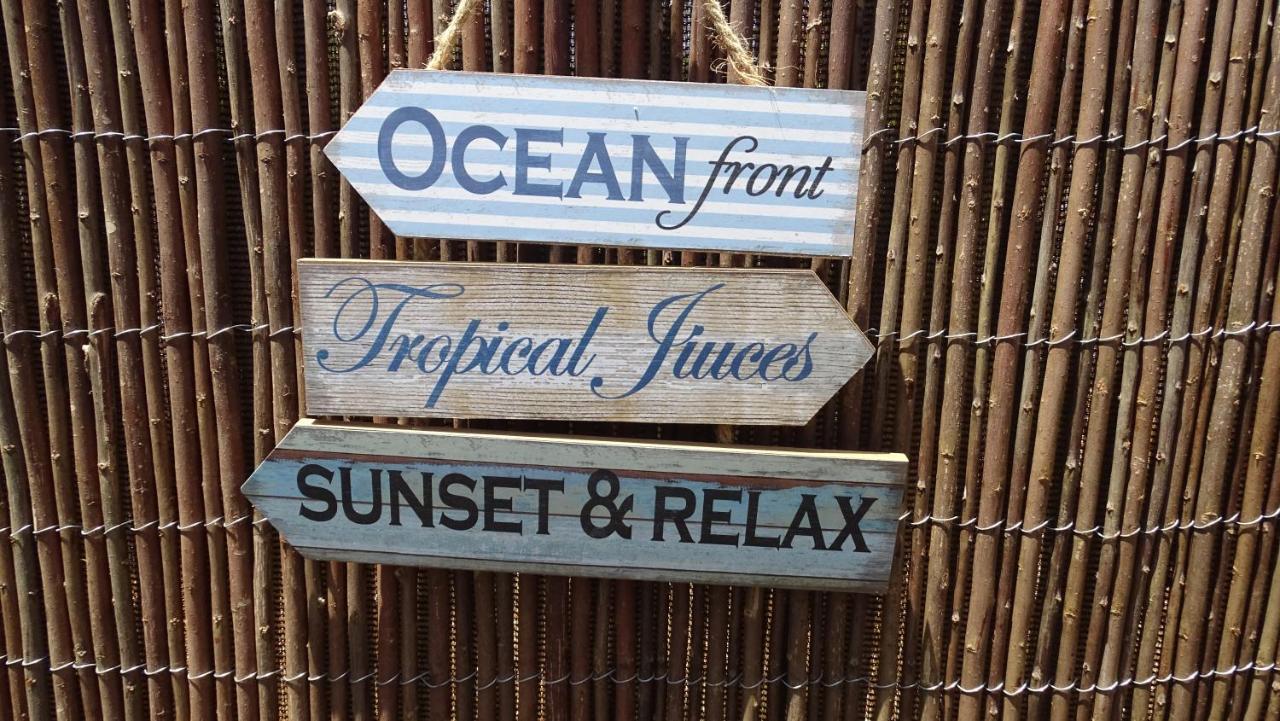 OCEAN front
Tropical Juices
SUNSET & RELAX